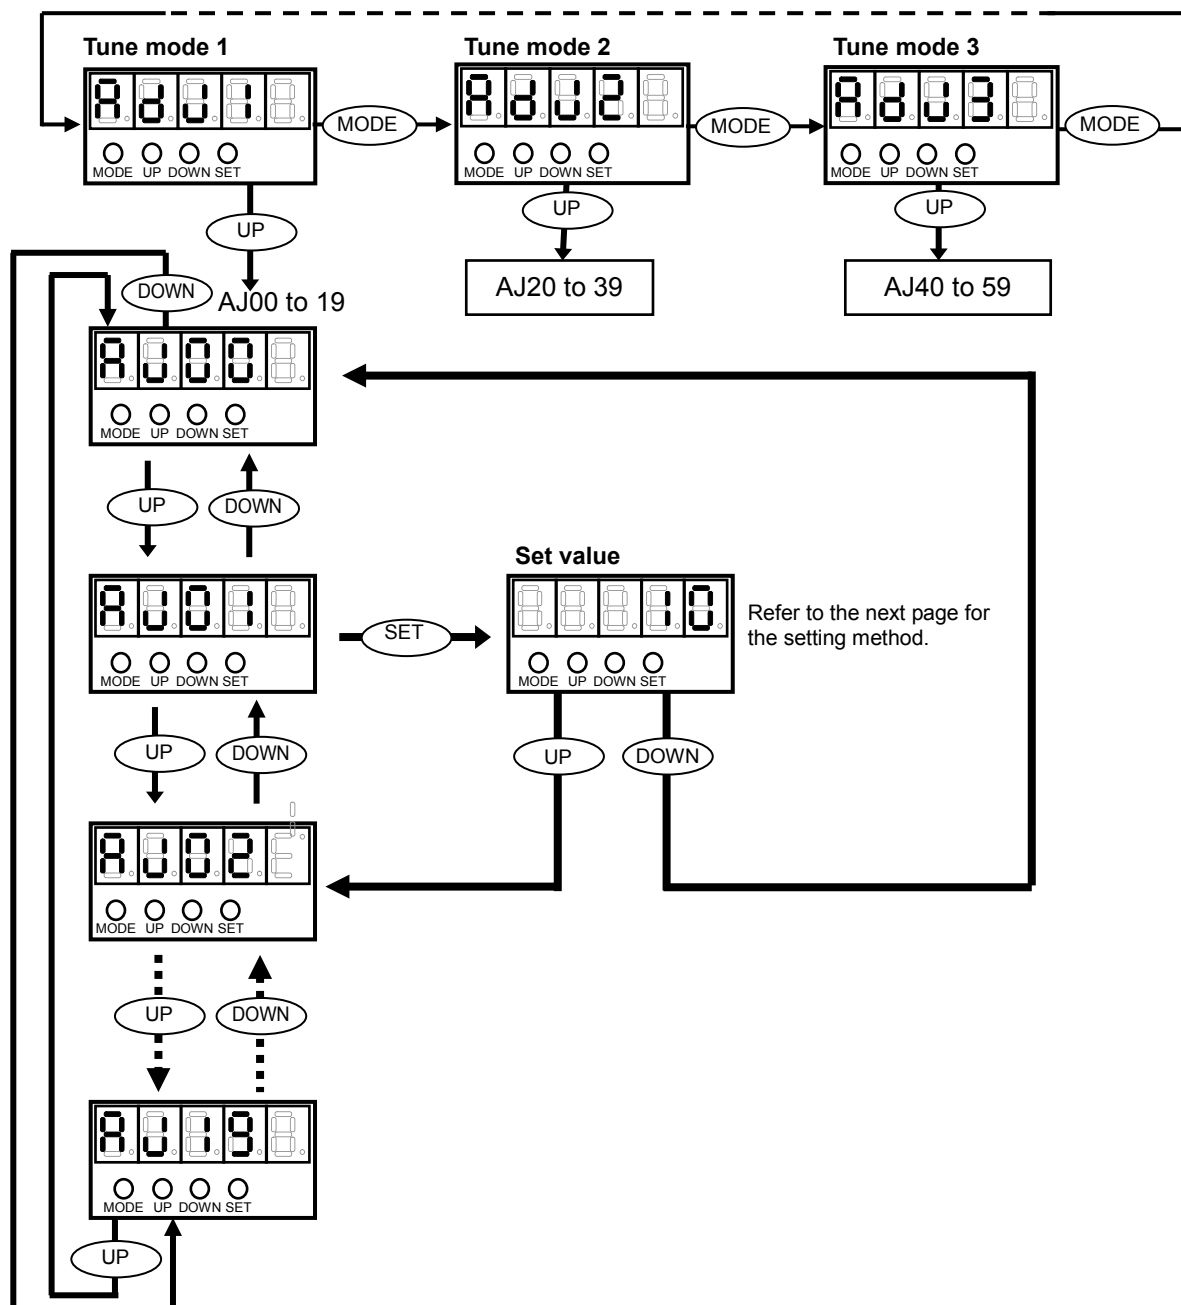 Tune mode 1
Tune mode 2
Tune mode 3
AdJ1
AdJ2
AdJ3
MODE
MODE
MODE
MODE UP DOWN SET
MODE UP DOWN SET
MODE UP DOWN SET
UP
UP
UP
AJ20 to 39
AJ40 to 59
DOWN
AJ00 to 19
AJ00
MODE UP DOWN SET
UP
DOWN
Set value
AJ01
10
Refer to the next page for
the setting method.
SET
MODE UP DOWN SET
MODE UP DOWN SET
UP
DOWN
UP
DOWN
AJ02
MODE UP DOWN SET
UP
DOWN
AJ19
MODE UP DOWN SET
UP